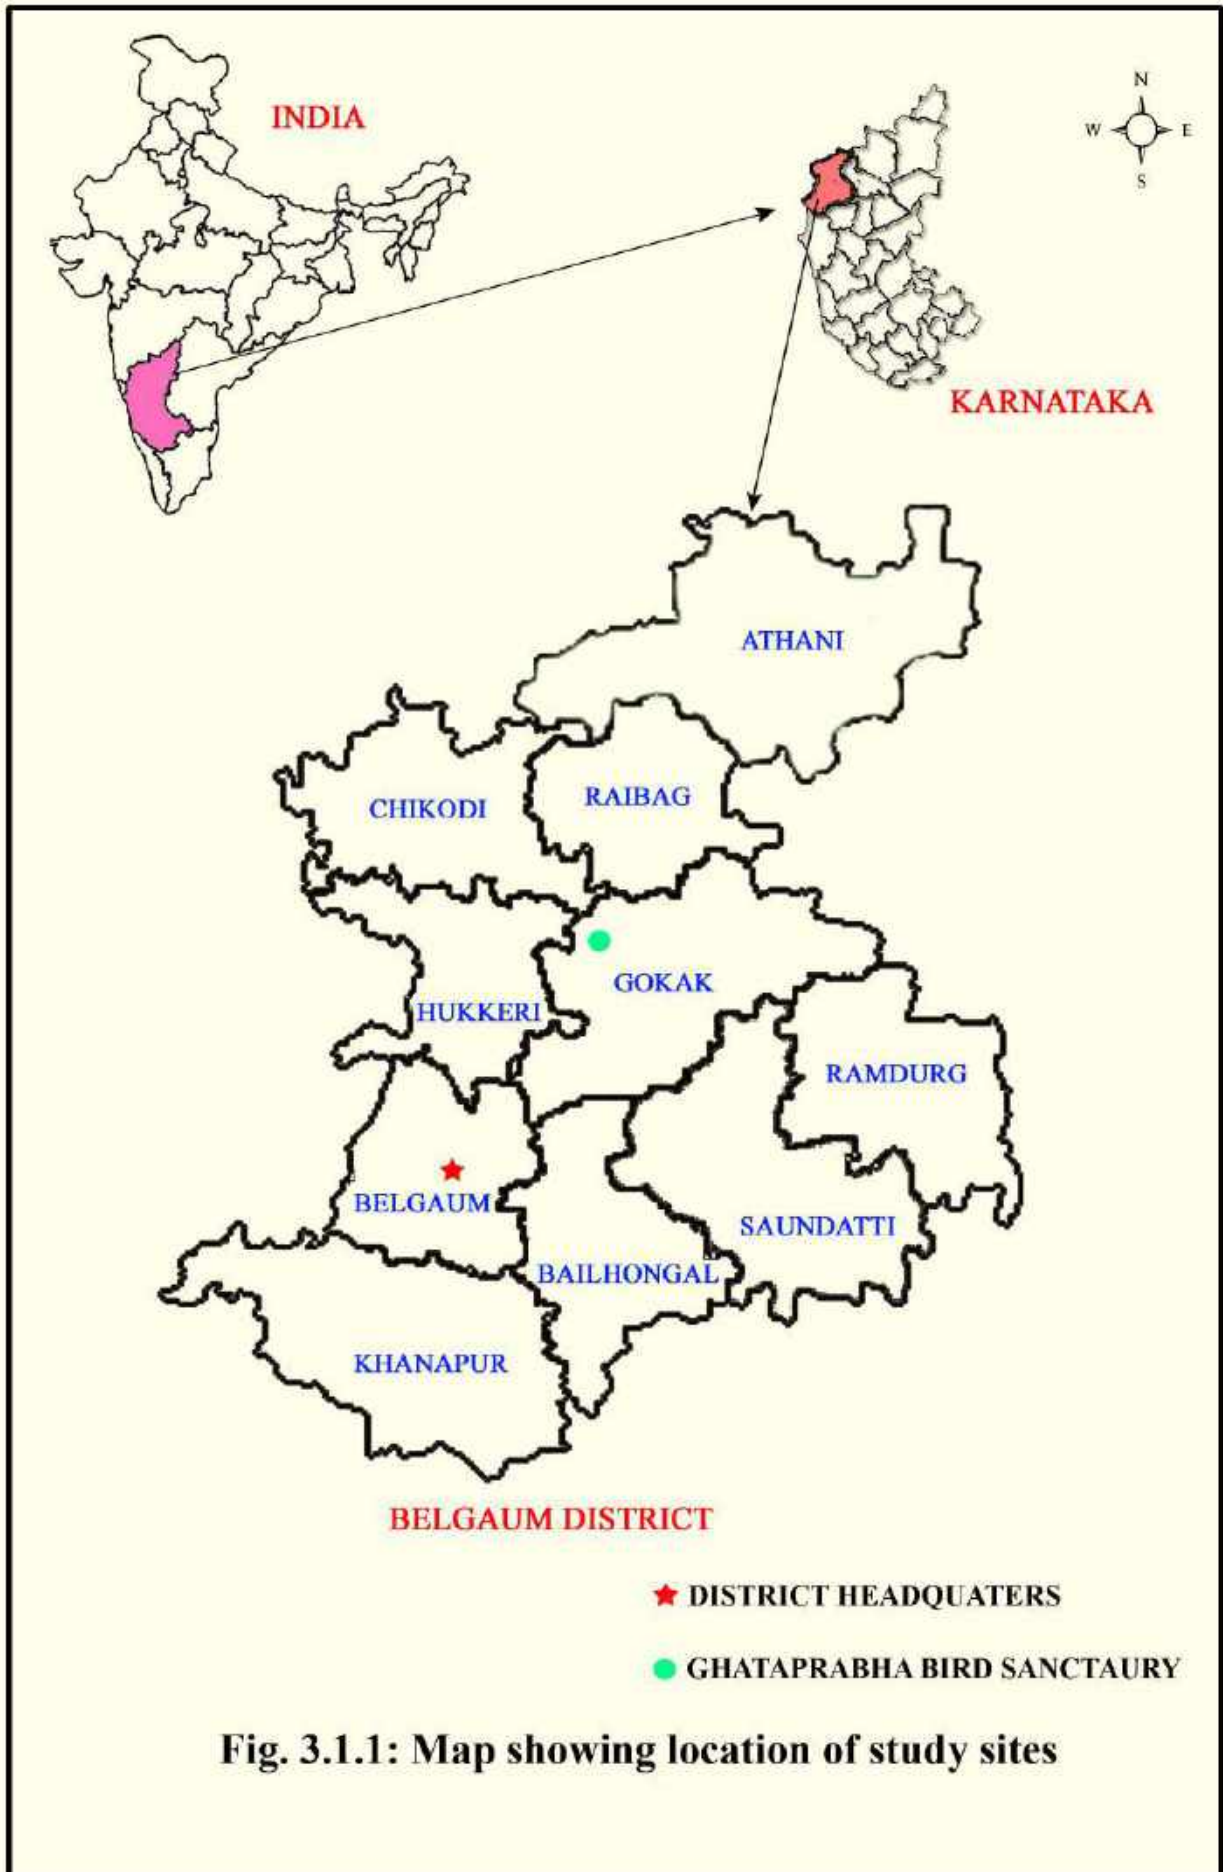 INDIA
N
W E
S
KARNATAKA
ATHANI
CHIKODI
RAIBAG
GOKAK
HUKKERI
RAMDURG
BELGAUM
SAUNDATTI
BAILHONGAL
KHANAPUR
BELGAUM DISTRICT
DISTRICT HEADQUATERS
GHATAPRABHA BIRD SANCTAURY
Fig. 3.1.1: Map showing location of study sites